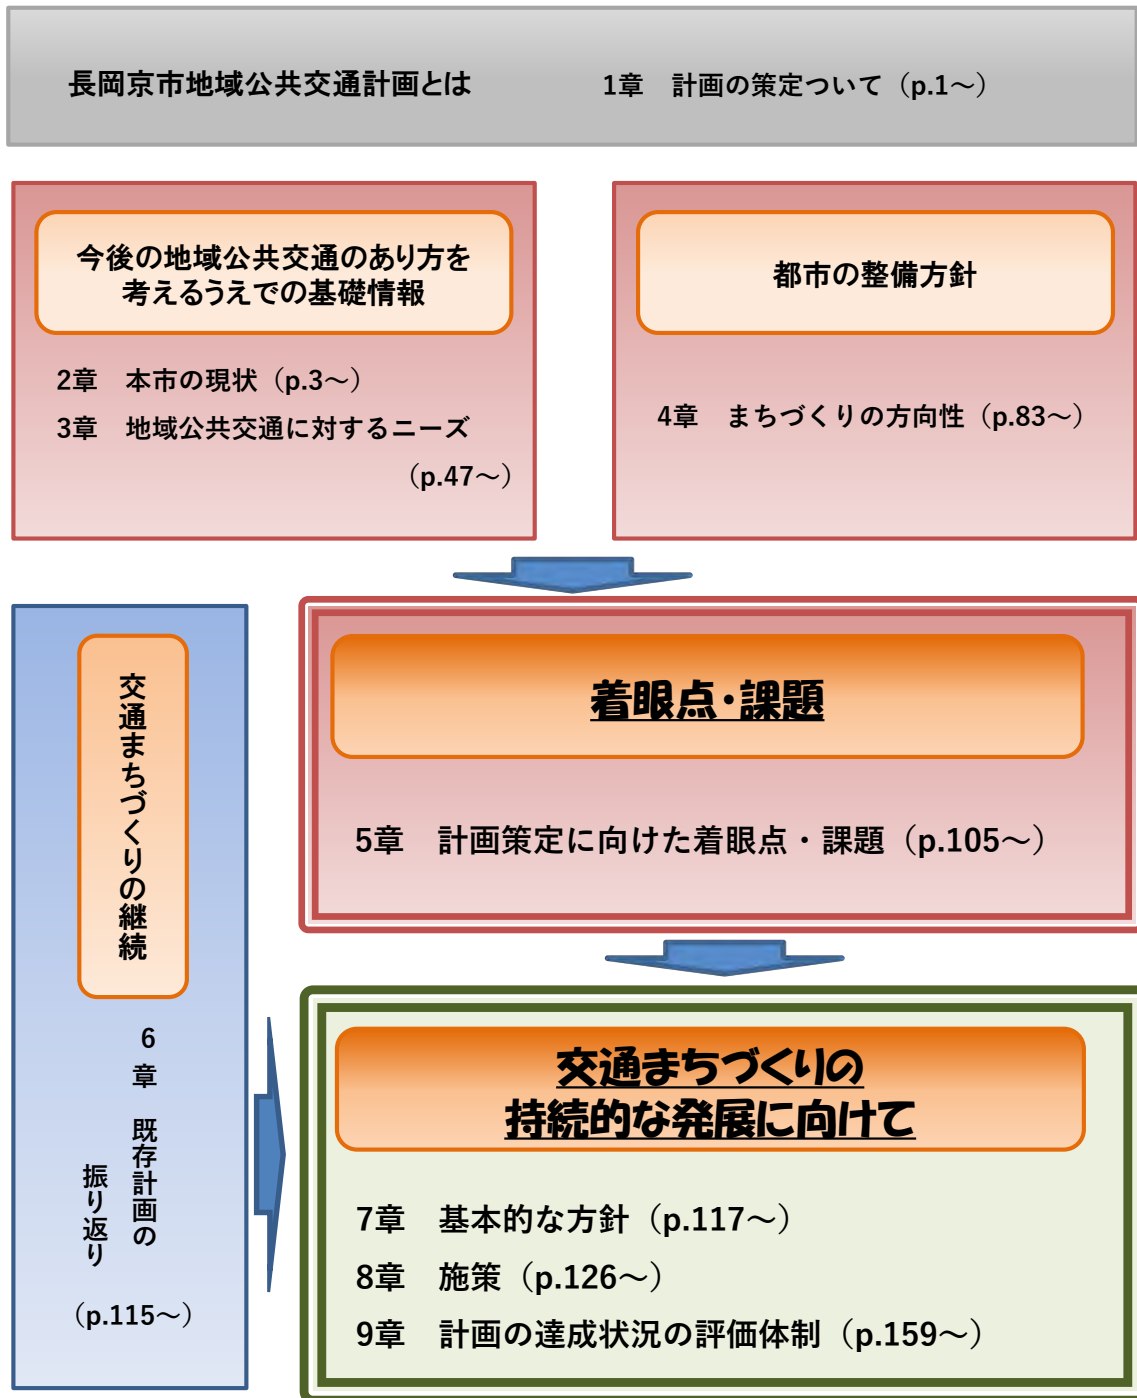 長岡京市地域公共交通計画とは　1章　計画の策定ついて（p.1～）
今後の地域公共交通のあり方を
考えるうえでの基礎情報
2章　本市の現状（p.3～）
3章　地域公共交通に対するニーズ
（p.47～）
都市の整備方針
4章　まちづくりの方向性（p.83～）
着眼点・課題
5章　計画策定に向けた着眼点・課題（p.105～）
交通まちづくりの継続
6章　既存計画の
振り返り
（p.115～）
交通まちづくりの
持続的な発展に向けて
7章　基本的な方針（p.117～）
8章　施策（p.126～）
9章　計画の達成状況の評価体制（p.159～）